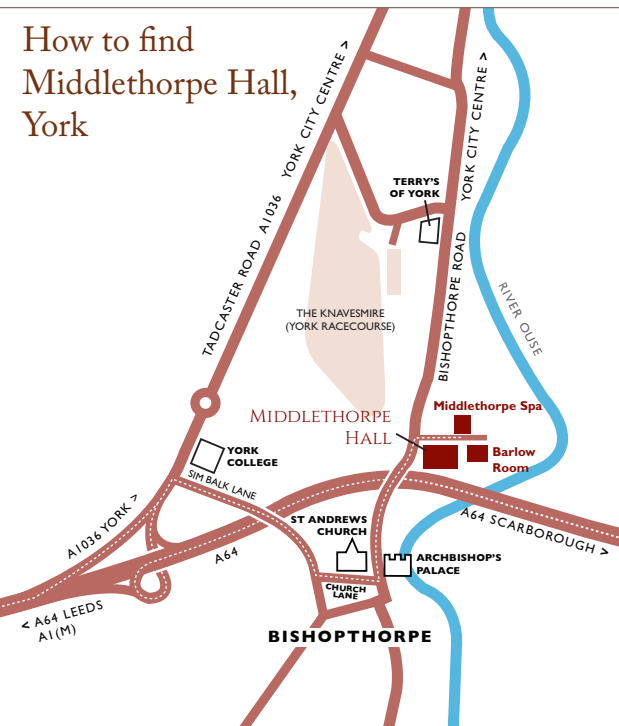 How to find
Middlethorpe Hall,
York
YORK CITY CENTRE >
YORK CITY CENTRE >
TERRY'S
OF YORK
TADCASTER ROAD A1036
BISHOPTHORPE ROAD
RIVER OUSE
THE KNAVESMIRE
(YORK RACECOURSE)
Middlethorpe Spa
MIDDLETHORPE
HALL
YORK
COLLEGE
Barlow
Room
SIM BALK LANE
A1036 YORK >
ST ANDREWS
CHURCH
A64 SCARBOROUGH >
A64
ARCHBISHOP'S
PALACE
CHURCH
LANE
< A64 LEEDS
A1(M)
BISHOPTHORPE